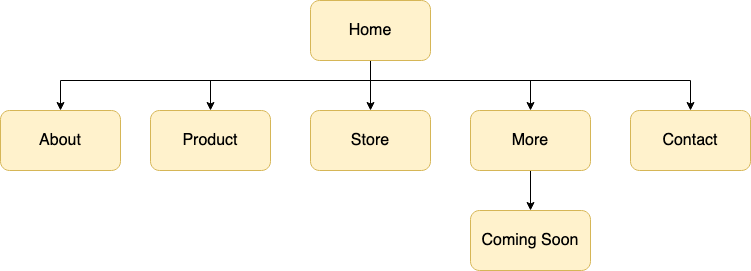 Home
About
Product
Store
More
Contact
Coming Soon